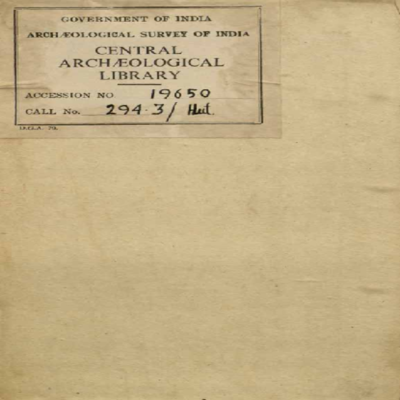 GOVERNMENT OF INDIA
ARCHÆOLOGICAL SURVEY OF INDIA
CENTRAL
ARCHÆOLOGICAL
LIBRARY
ACCESSION NO. 19650
CALL No. 294.3/ Hut.